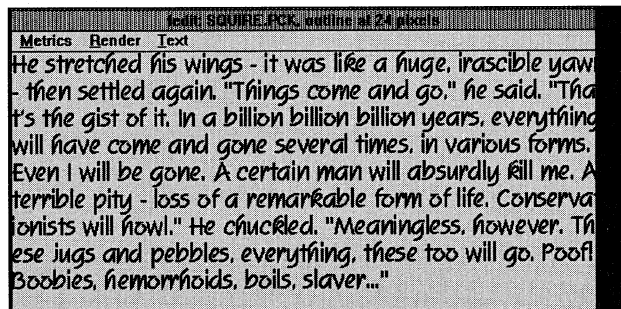 fedit: SQUIRE.PCK, outline at 24 pixels
Metrics Render Text
He stretched his wings - it was like a huge, irascible yawn
- then settled again. "Things come and go," he said. "Tha
t's the gist of it. In a billion billion billion years, everything
will have come and gone several times, in various forms.
Even I will be gone. A certain man will absurdly kill me. A
terrible pity - loss of a remarkable form of life. Conservat
ionists will howl." He chuckled. "Meaningless, however. Th
ese jugs and pebbles, everything, these too will go. Poof!
Boobies, hemorrhoids, boils, slaver..."